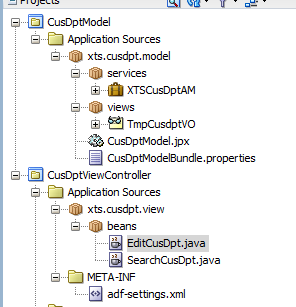 Projects
CusDptModel
Application Sources
xts.cusdpt.model
services
XTSCusDptAM
views
TmpCusdptVO
CusDptModel.jpx
CusDptModelBundle.properties
CusDptViewController
Application Sources
xts.cusdpt.view
beans
EditCusDpt.java
SearchCusDpt.java
META-INF
adf-settings.xml